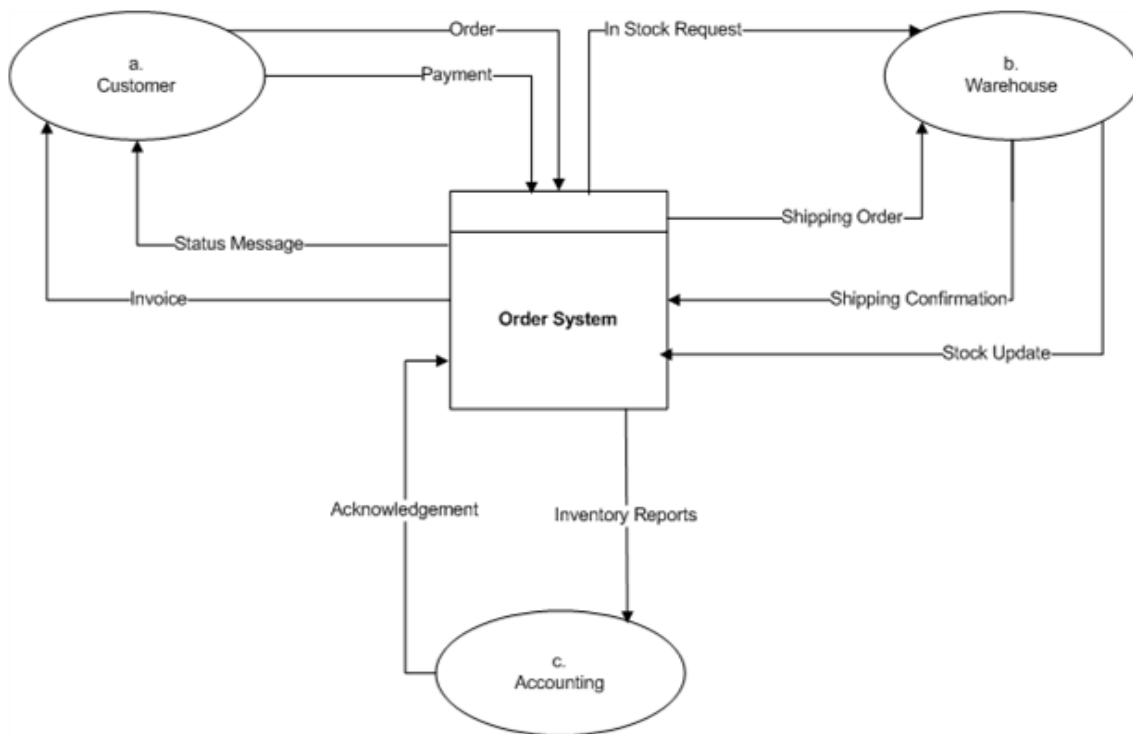 Order
In Stock Request
a.
Customer
b.
Warehouse
Payment
Shipping Order
Status Message
Invoice
Shipping Confirmation
Order System
Stock Update
Acknowledgement
Inventory Reports
c.
Accounting